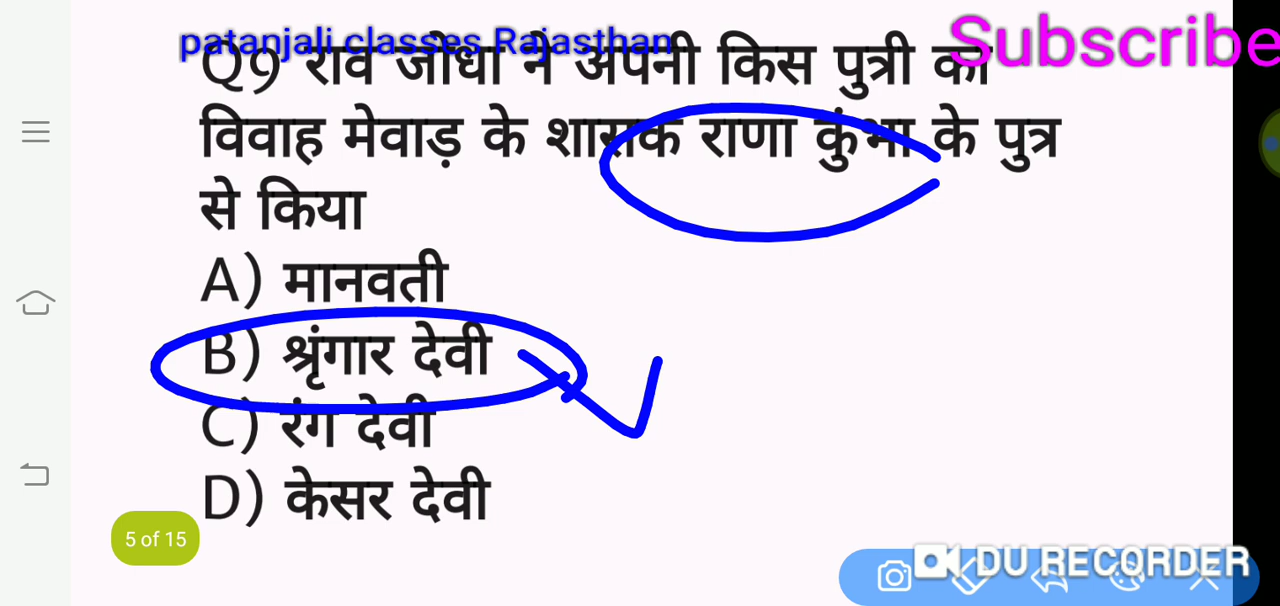 patanjali classes Rajasthan
Subscribe
Q9 राव जोधा ने अपनी किस पुत्री का
विवाह मेवाड़ के शासक राणा कुंभा के पुत्र
से किया
A) मानवती
B) श्रृंगार देवी
C) रंग देवी
D) केसर देवी
5 of 15
DU RECORDER